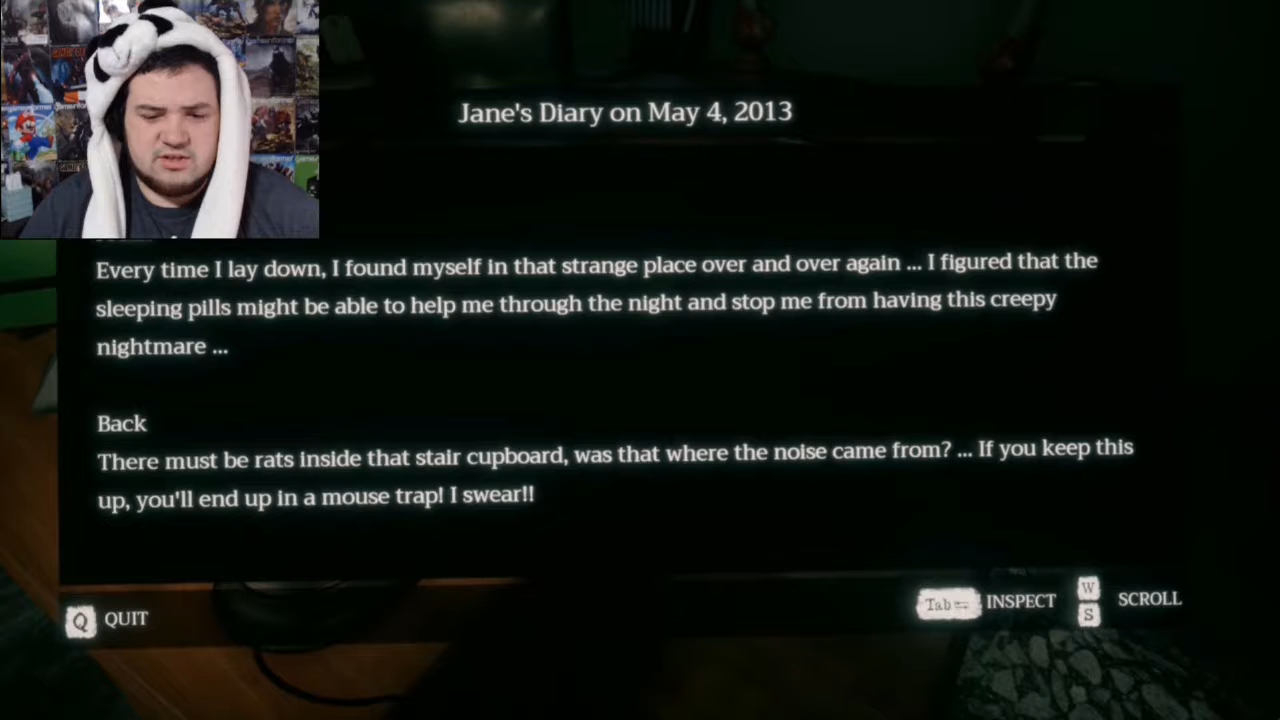 Jane's Diary on May 4, 2013
Every time I lay down, I found myself in that strange place over and over again ... I figured that the
sleeping pills might be able to help me through the night and stop me from having this creepy
nightmare ...
Back
There must be rats inside that stair cupboard, was that where the noise came from? ... If you keep this
up, you'll end up in a mouse trap! I swear!!
Q QUIT
Tab INSPECT
W
S
SCROLL